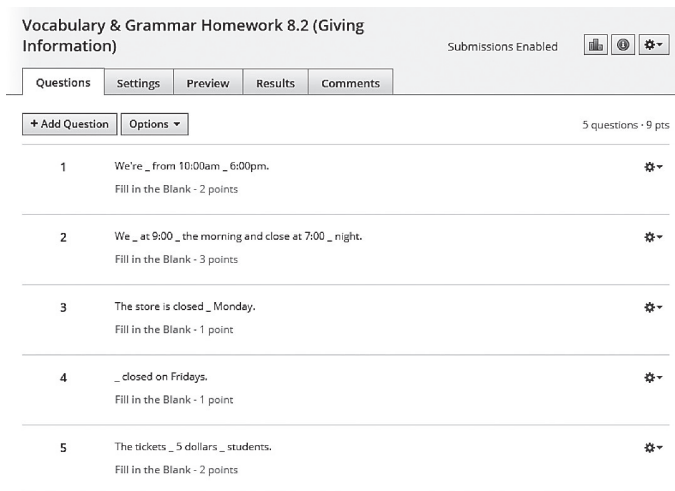 Vocabulary & Grammar Homework 8.2 (Giving
Information)
Submissions Enabled
Questions Settings Preview Results Comments
+ Add Question Options
5 questions · 9 pts
1 We're _ from 10:00am _ 6:00pm.
Fill in the Blank - 2 points
2 We _ at 9:00 _ the morning and close at 7:00 _ night.
Fill in the Blank - 3 points
3 The store is closed _ Monday.
Fill in the Blank - 1 point
4 _ closed on Fridays.
Fill in the Blank - 1 point
5 The tickets _ 5 dollars _ students.
Fill in the Blank - 2 points